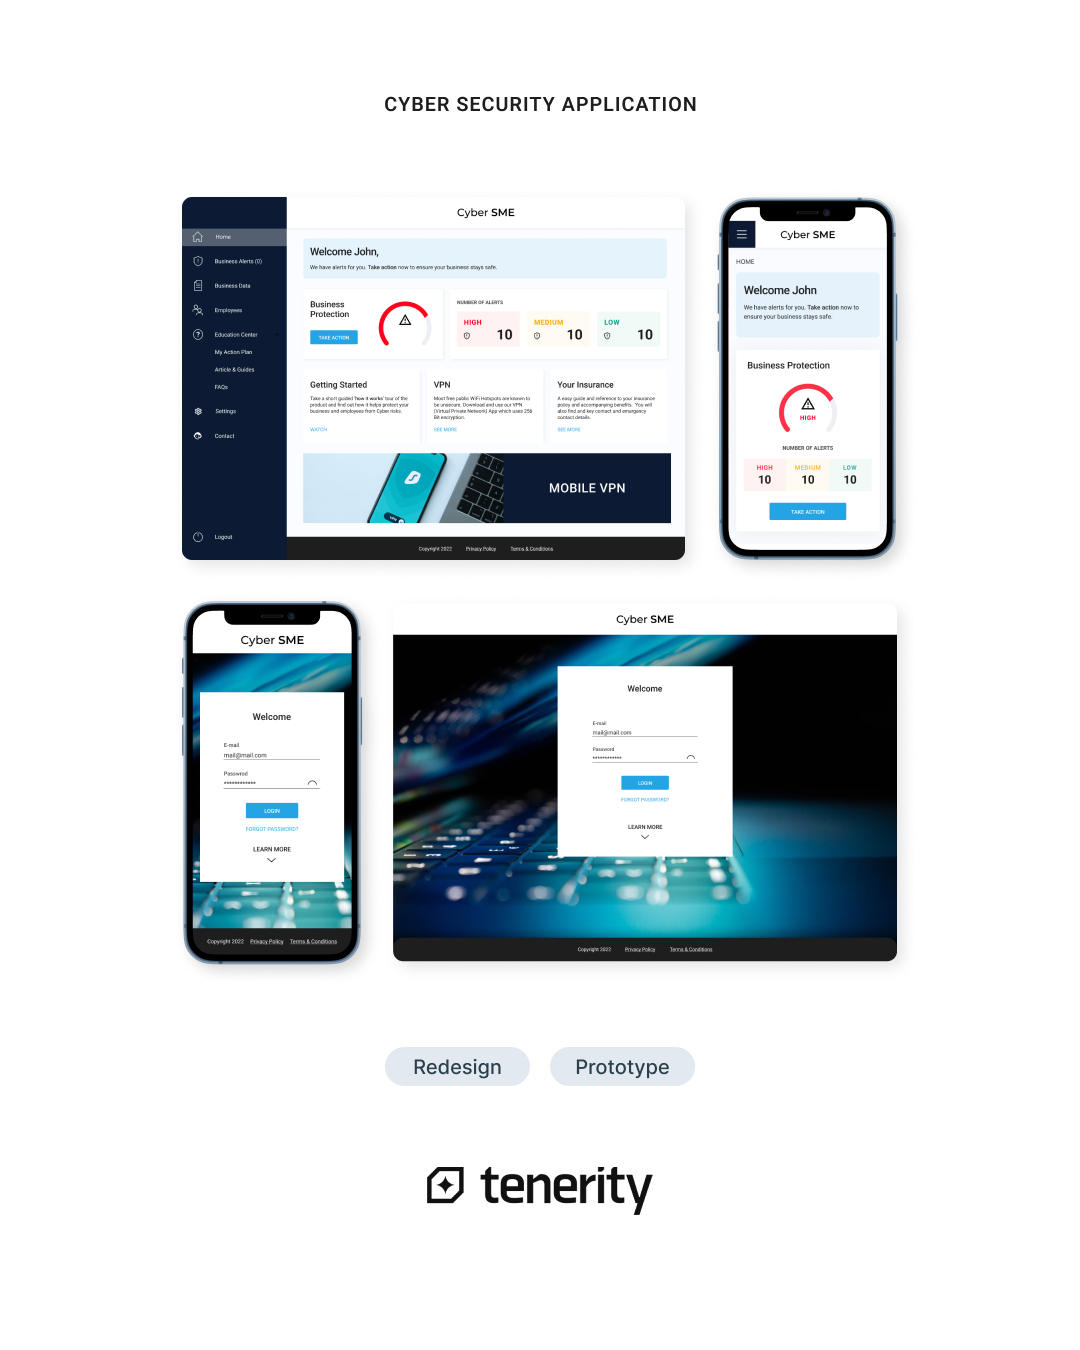 CYBER SECURITY APPLICATION
Cyber SME
Home
Business Alerts (0)
Business Data
Employees
Education Center
My Action Plan
Article & Guides
FAQs
Settings
Contact
Logout
Welcome John,
We have alerts for you. Take action now to ensure your business stays safe.
Business
Protection
TAKE ACTION
NUMBER OF ALERTS
HIGH
10
MEDIUM
10
LOW
10
Getting Started
Take a short guided 'how it works' tour of the
product and find out how it helps protect your
business and employees from Cyber risks.
WATCH
VPN
Most free public WiFi Hotspots are known to
be unsecure. Download and use our VPN
(Virtual Private Network) App which uses 256
Bit encryption.
SEE MORE
Your Insurance
A easy guide and reference to your insurance
policy and accompanying benefits. You will
also find and key contact and emergency
contact details.
SEE MORE
VPN
MOBILE VPN
Copyright 2022 Privacy Policy Terms & Conditions
Cyber SME
HOME
Welcome John
We have alerts for you. Take action now to
ensure your business stays safe.
Business Protection
HIGH
NUMBER OF ALERTS
HIGH MEDIUM LOW
10 10 10
TAKE ACTION
Cyber SME
Welcome
E-mail
mail@mail.com
Passwrod
************
LOGIN
FORGOT PASSWORD?
LEARN MORE
Copyright 2022 Privacy Policy Terms & Conditions
Cyber SME
Welcome
E-mail
mail@mail.com
Password
************
LOGIN
FORGOT PASSWORD?
LEARN MORE
Copyright 2022 Privacy Policy Terms & Conditions
Redesign
Prototype
tenerity